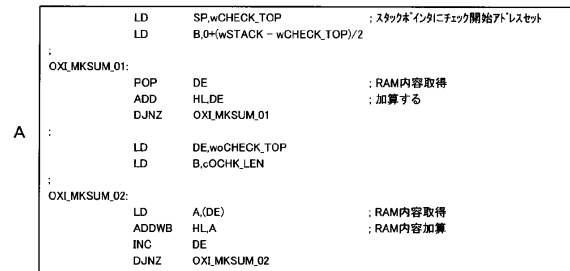 LD SP,wCHECK_TOP ; スタックポインタにチェック開始アドレスセット
LD B,0+(wSTACK - wCHECK_TOP)/2
;
OXI_MKSUM_01:
POP DE ; RAM内容取得
ADD HL,DE ; 加算する
DJNZ OXI_MKSUM_01
A
;
LD DE,woCHECK_TOP
LD B,cOCHK_LEN
;
OXI_MKSUM_02:
LD A,(DE) ; RAM内容取得
ADDWB HL,A ; RAM内容加算
INC DE
DJNZ OXI_MKSUM_02